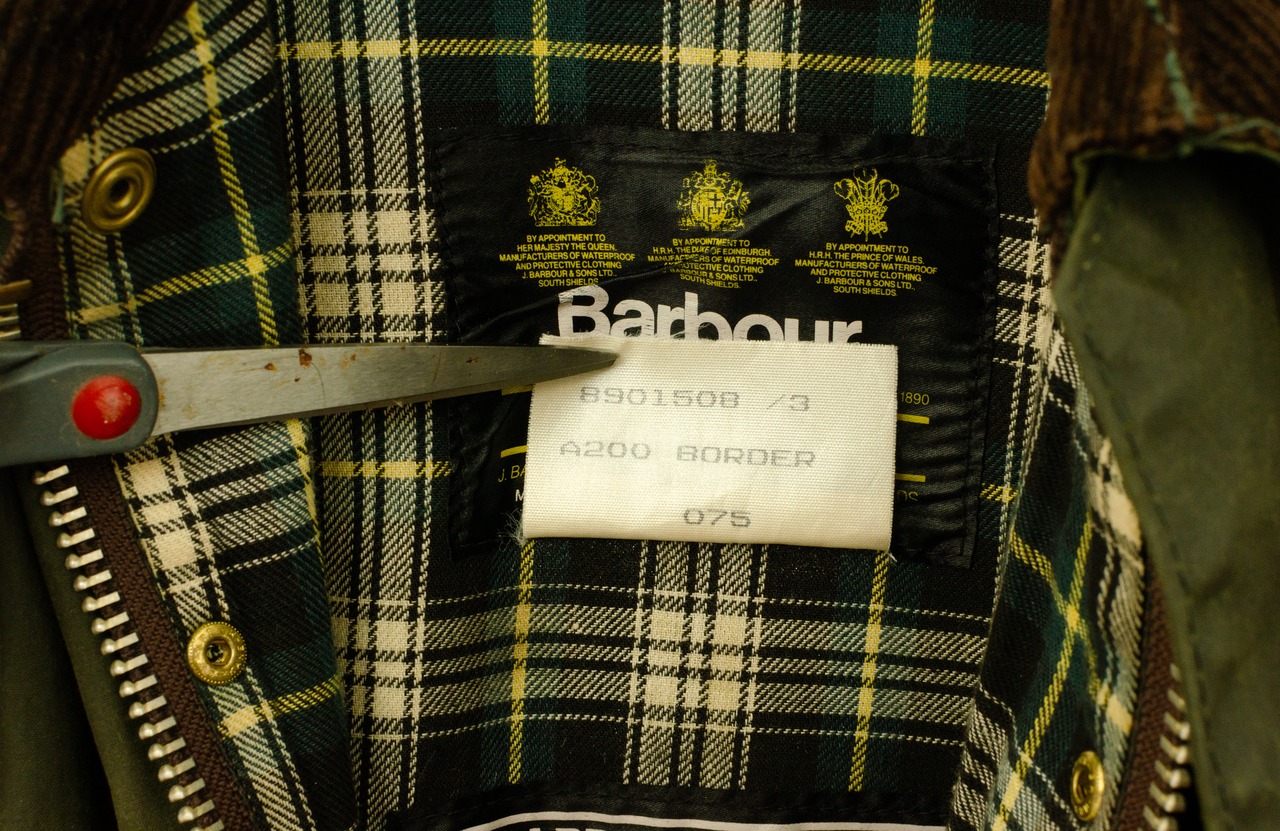 BY APPOINTMENT TO
HER MAJESTY THE QUEEN.
MANUFACTURERS OF WATERPROOF
AND PROTECTIVE CLOTHING
J. BARBOUR & SONS LTD.,
SOUTH SHIELDS.
BY APPOINTMENT TO
H.R.H. THE DUKE OF EDINBURGH.
MANUFACTURERS OF WATERPROOF
PROTECTIVE CLOTHING
J. BARBOUR & SONS LTD.,
SOUTH SHIELDS.
BY APPOINTMENT TO
H.R.H. THE PRINCE OF WALES.
MANUFACTURERS OF WATERPROOF
AND PROTECTIVE CLOTHING
J. BARBOUR & SONS LTD.,
SOUTH SHIELDS.
Barbour
1890
8901508 /3
A200 BORDER
075